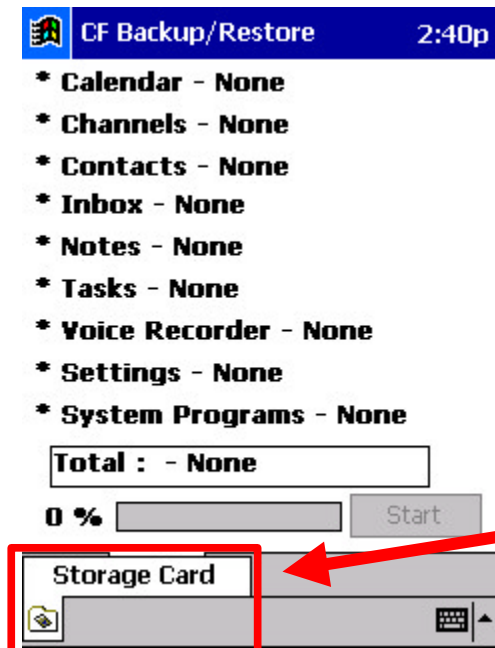 CF Backup/Restore 2:40p
* Calendar - None
* Channels - None
* Contacts - None
* Inbox - None
* Notes - None
* Tasks - None
* Voice Recorder - None
* Settings - None
* System Programs - None
Total : - None
0 % Start
Storage Card